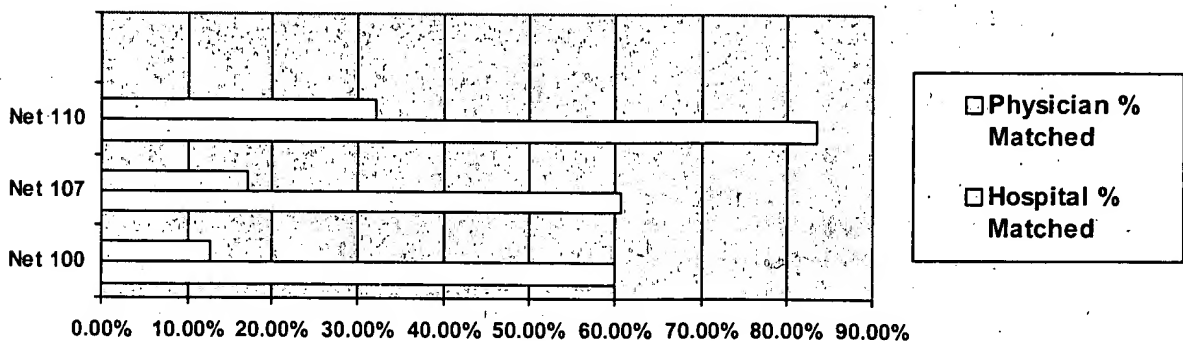 Net 110
Net 107
Net 100
0.00% 10.00% 20.00% 30.00% 40.00% 50.00% 60.00% 70.00% 80.00% 90.00%
Physician %
Matched
Hospital %
Matched